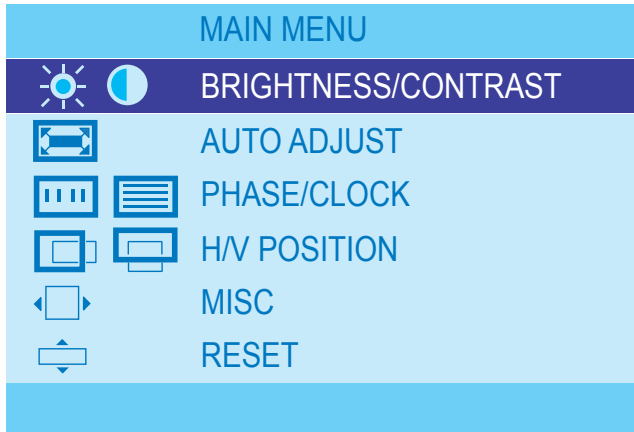 MAIN MENU
BRIGHTNESS/CONTRAST
AUTO ADJUST
PHASE/CLOCK
H/V POSITION
MISC
RESET